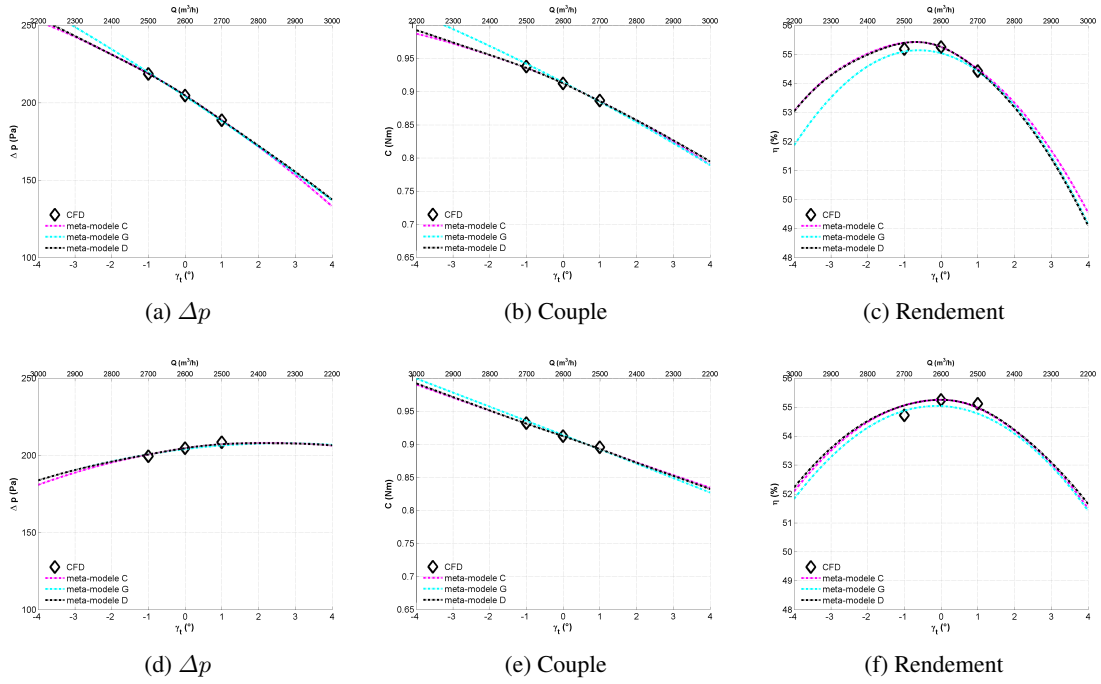 Q (m³/h)
2200 2300 2400 2500 2600 2700 2800 2900 3000
250
200
150
100
Δ p (Pa)
CFD
meta-modele C
meta-modele G
meta-modele D
-4 -3 -2 -1 0 1 2 3 4
γt (°)
(a) Δp
Q (m³/h)
2200 2300 2400 2500 2600 2700 2800 2900 3000
1
0.95
0.9
0.85
0.8
0.75
0.7
0.65
C (Nm)
CFD
meta-modele C
meta-modele G
meta-modele D
-4 -3 -2 -1 0 1 2 3 4
γt (°)
(b) Couple
Q (m³/h)
2200 2300 2400 2500 2600 2700 2800 2900 3000
56
55
54
53
52
51
50
49
48
η (%)
CFD
meta-modele C
meta-modele G
meta-modele D
-4 -3 -2 -1 0 1 2 3 4
γt (°)
(c) Rendement
Q (m³/h)
3000 2900 2800 2700 2600 2500 2400 2300 2200
250
200
150
100
Δ p (Pa)
CFD
meta-modele C
meta-modele G
meta-modele D
-4 -3 -2 -1 0 1 2 3 4
γt (°)
(d) Δp
Q (m³/h)
3000 2900 2800 2700 2600 2500 2400 2300 2200
1
0.95
0.9
0.85
0.8
0.75
0.7
0.65
C (Nm)
CFD
meta-modele C
meta-modele G
meta-modele D
-4 -3 -2 -1 0 1 2 3 4
γt (°)
(e) Couple
Q (m³/h)
3000 2900 2800 2700 2600 2500 2400 2300 2200
56
55
54
53
52
51
50
49
48
η (%)
CFD
meta-modele C
meta-modele G
meta-modele D
-4 -3 -2 -1 0 1 2 3 4
γt (°)
(f) Rendement